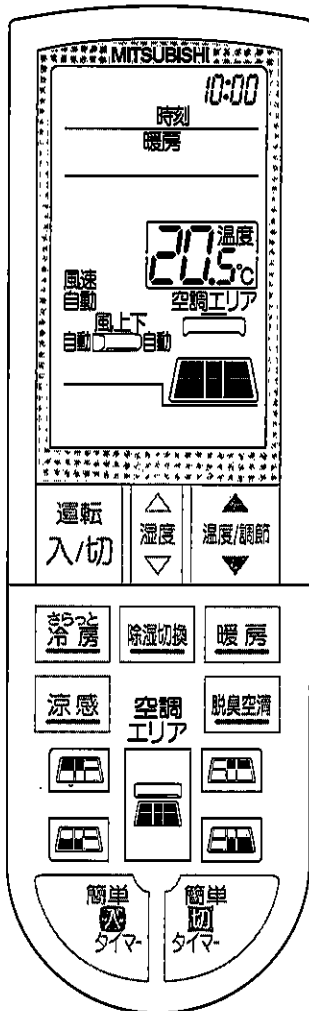 MITSUBISHI
10:00
時刻
暖房
温度
20.5℃
風速
自動
空調エリア
風上下
自動 自動
運転
入/切
△
湿度
▽
▲
温度/調節
▼
さらっと
冷房
除湿切換
暖房
涼感
空調
エリア
脱臭空清
簡単
入
タイマー
簡単
切
タイマー